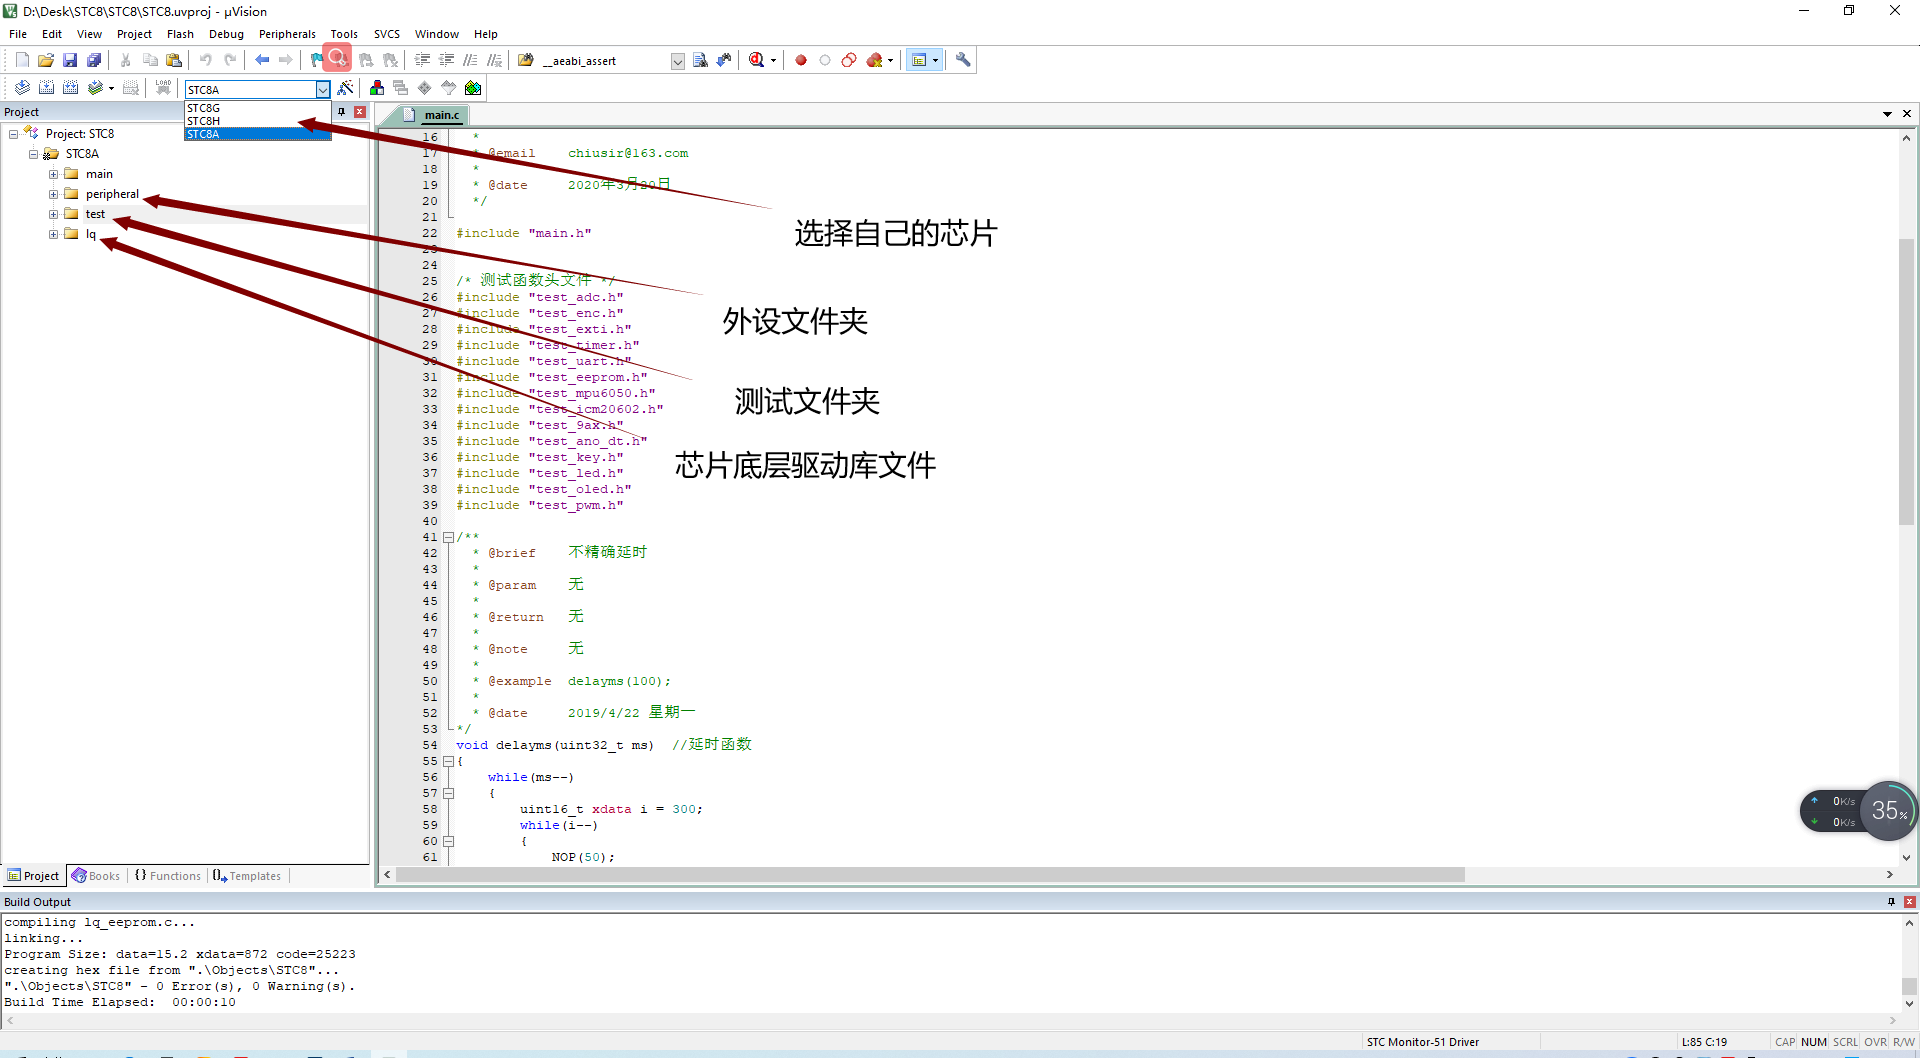 D:\Desk\STC8\STC8\STC8.uvproj - µVision
File Edit View Project Flash Debug Peripherals Tools SVCS Window Help
__aeabi_assert
LOAD STC8A
STC8G
STC8H
STC8A
Project
Project: STC8
STC8A
main
peripheral
test
lq
main.c
16 *
17 * @email chiusir@163.com
18 *
19 * @date 2020年3月20日
20 */
21
22 #include "main.h"
23
24
25 /* 测试函数头文件 */
26 #include "test_adc.h"
27 #include "test_enc.h"
28 #include "test_exti.h"
29 #include "test_timer.h"
30 #include "test_uart.h"
31 #include "test_eeprom.h"
32 #include "test_mpu6050.h"
33 #include "test_icm20602.h"
34 #include "test_9ax.h"
35 #include "test_ano_dt.h"
36 #include "test_key.h"
37 #include "test_led.h"
38 #include "test_oled.h"
39 #include "test_pwm.h"
40
41 /**
42 * @brief 不精确延时
43 *
44 * @param 无
45 *
46 * @return 无
47 *
48 * @note 无
49 *
50 * @example delayms(100);
51 *
52 * @date 2019/4/22 星期一
53 */
54 void delayms(uint32_t ms) //延时函数
55 {
56 while(ms--)
57 {
58 uint16_t xdata i = 300;
59 while(i--)
60 {
61 NOP(50);
选择自己的芯片
外设文件夹
测试文件夹
芯片底层驱动库文件
0K/s
0K/s
35%
Project Books {} Functions Templates
Build Output
compiling lq_eeprom.c...
linking...
Program Size: data=15.2 xdata=872 code=25223
creating hex file from ".\Objects\STC8"...
".\Objects\STC8" - 0 Error(s), 0 Warning(s).
Build Time Elapsed: 00:00:10
STC Monitor-51 Driver L:85 C:19 CAP NUM SCRL OVR R/W